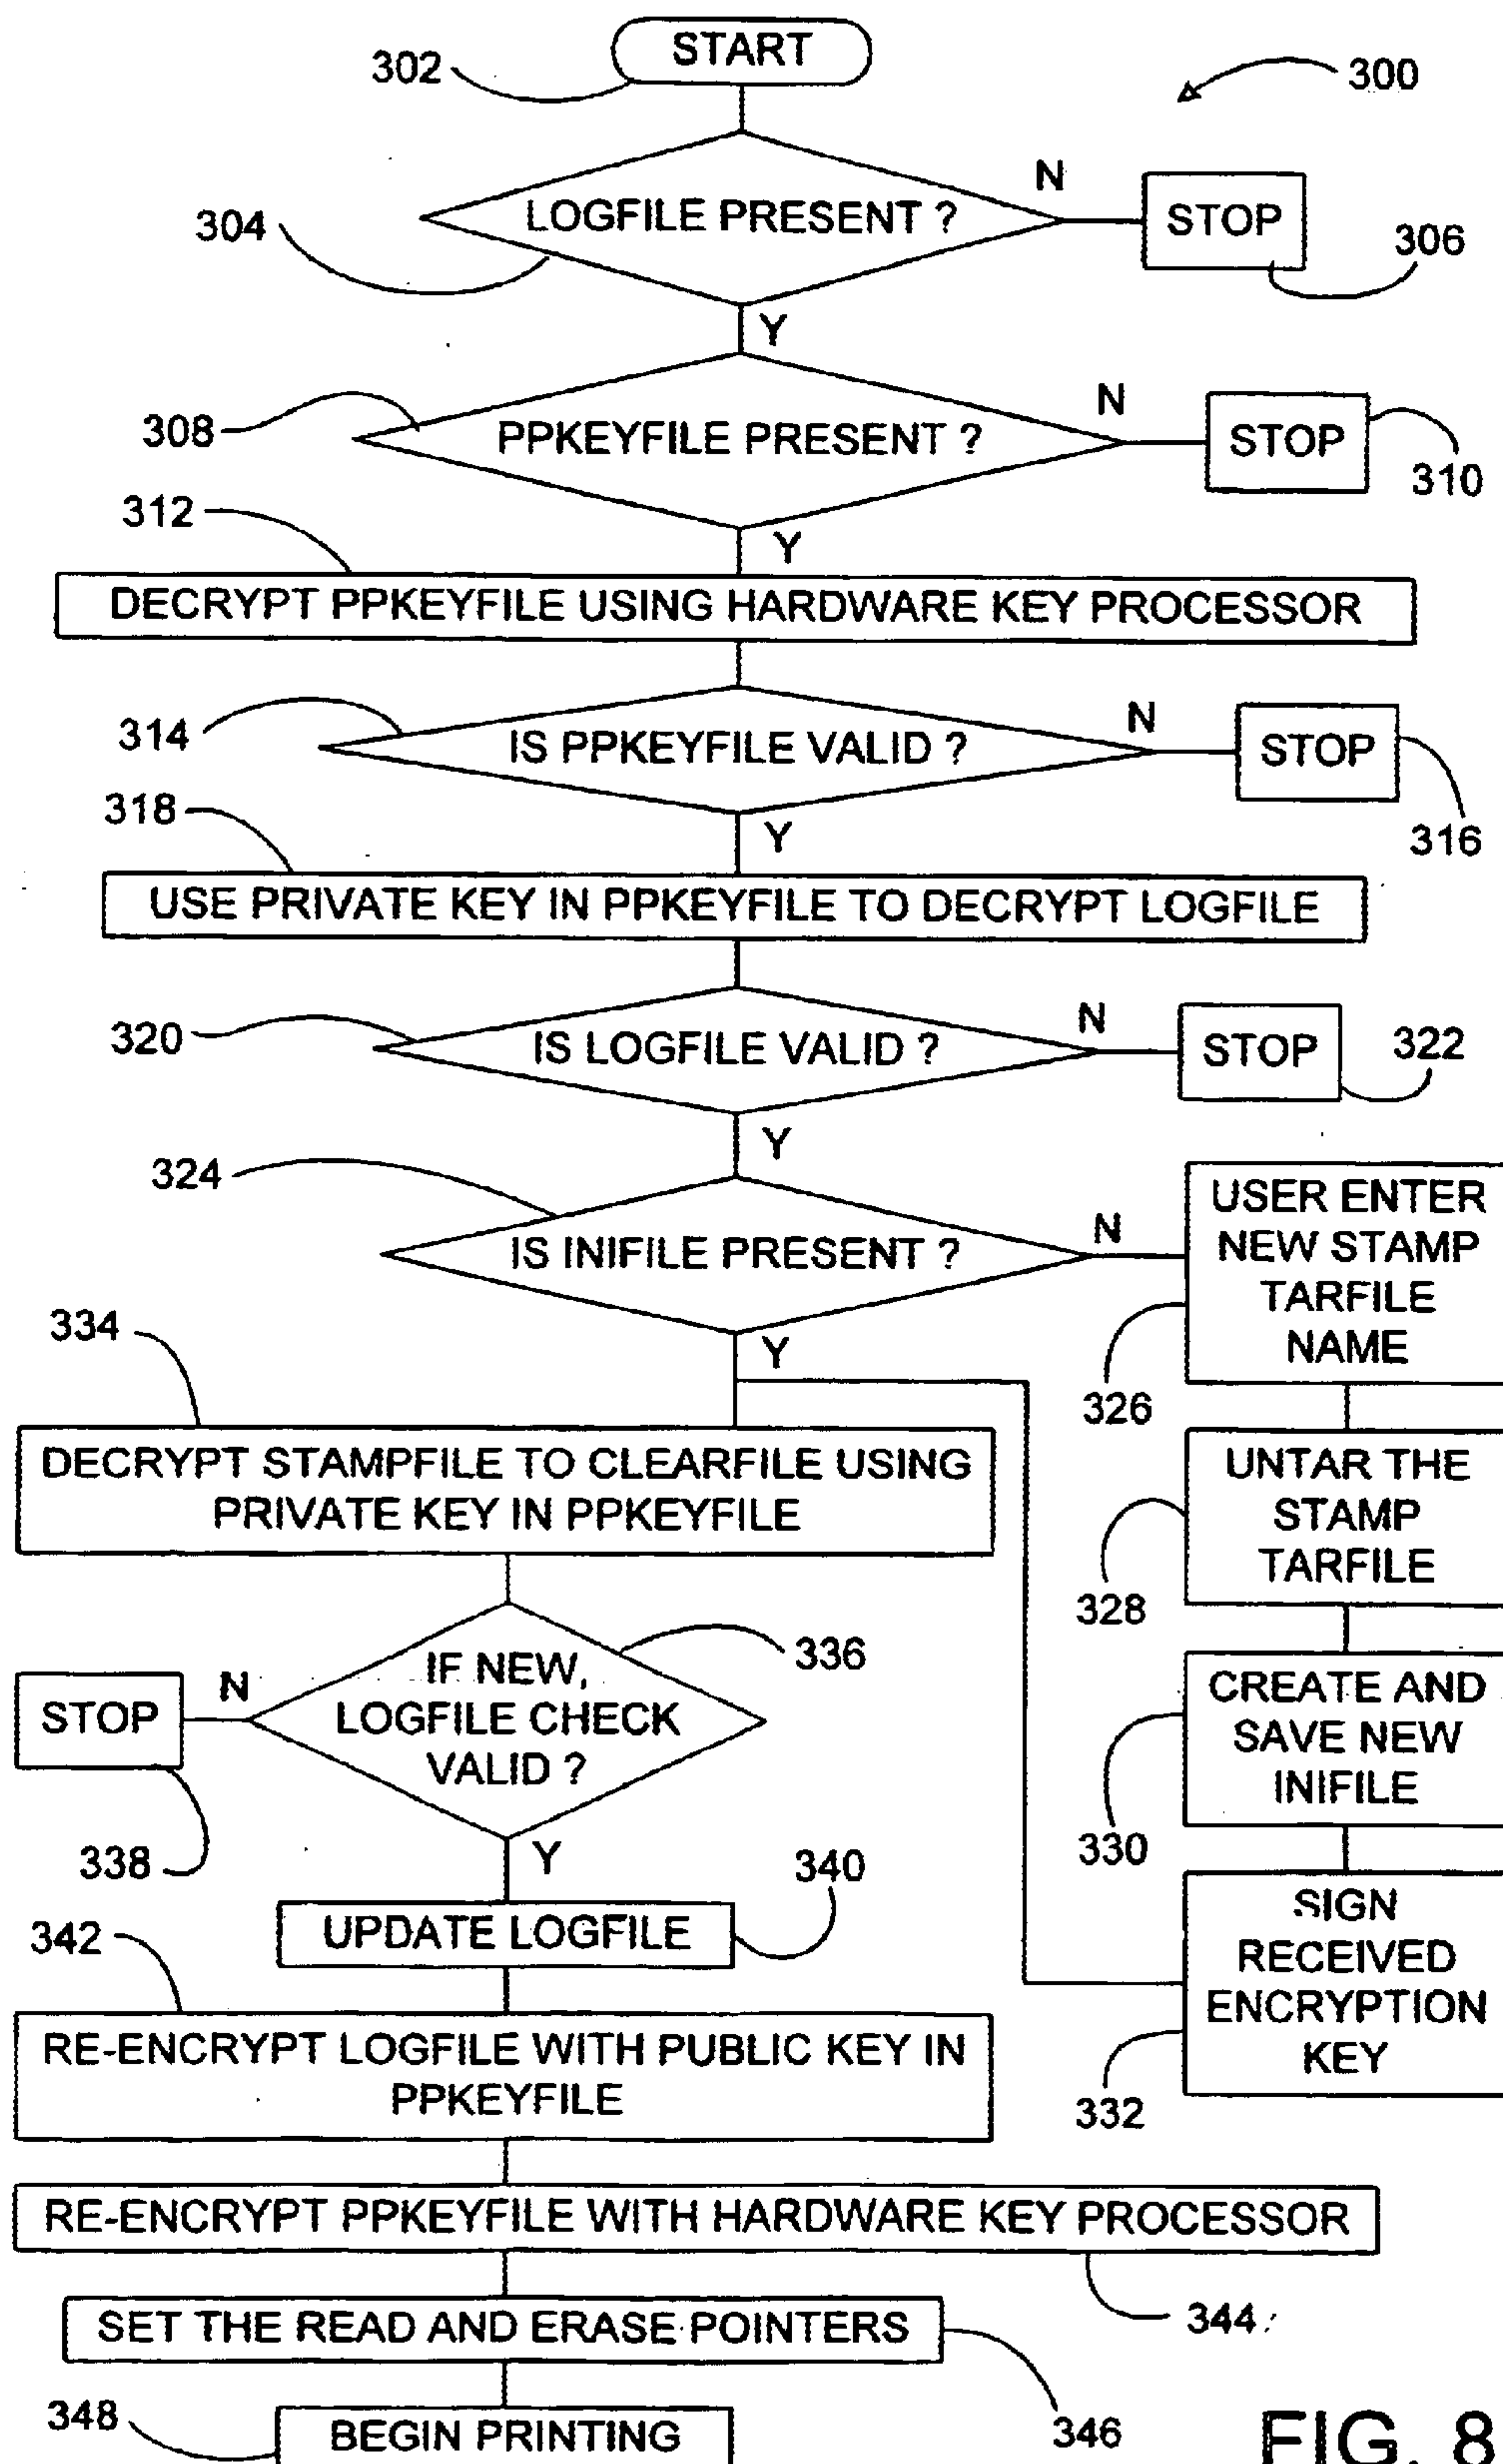 START
302
300
N
LOGFILE PRESENT ?
STOP
304
306
Y
N
308
PPKEYFILE PRESENT ?
STOP
310
312
Y
DECRYPT PPKEYFILE USING HARDWARE KEY PROCESSOR
N
314
IS PPKEYFILE VALID ?
STOP
318
316
Y
USE PRIVATE KEY IN PPKEYFILE TO DECRYPT LOGFILE
N
320
IS LOGFILE VALID ?
STOP
322
Y
324
N
IS INIFILE PRESENT ?
USER ENTER
NEW STAMP
TARFILE
NAME
326
334
Y
DECRYPT STAMPFILE TO CLEARFILE USING
PRIVATE KEY IN PPKEYFILE
UNTAR THE
STAMP
TARFILE
328
336
N
IF NEW,
LOGFILE CHECK
VALID ?
STOP
338
CREATE AND
SAVE NEW
INIFILE
330
Y
340
UPDATE LOGFILE
342
SIGN
RECEIVED
ENCRYPTION
KEY
332
RE-ENCRYPT LOGFILE WITH PUBLIC KEY IN
PPKEYFILE
RE-ENCRYPT PPKEYFILE WITH HARDWARE KEY PROCESSOR
344
SET THE READ AND ERASE POINTERS
346
348
BEGIN PRINTING
FIG. 8